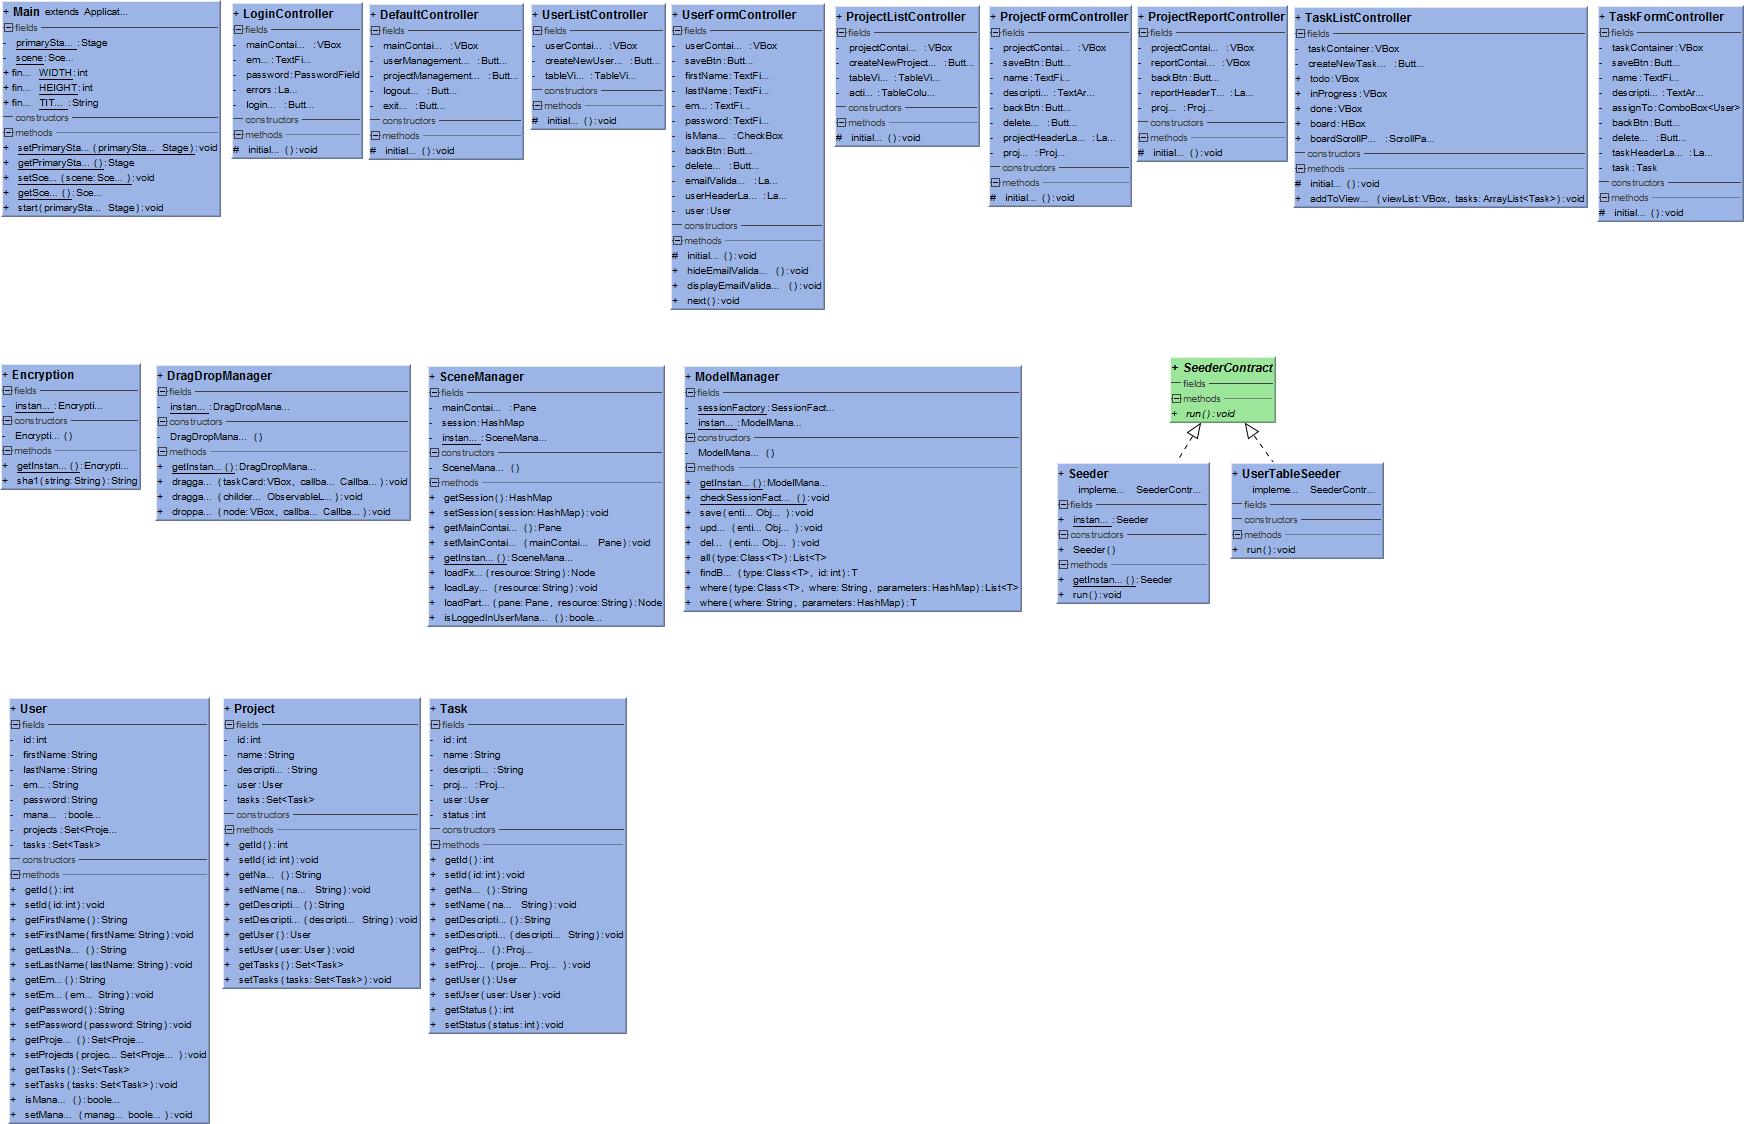 + Main extends Applicat...
fields
- primarySta... : Stage
- scene: Sce...
+ fin... WIDTH: int
+ fin... HEIGHT: int
+ fin... TIT... : String
constructors
methods
+ setPrimarySta... ( primarySta... Stage) : void
+ getPrimarySta... () : Stage
+ setSce... (scene: Sce... ) : void
+ getSce... () : Sce...
+ start( primarySta... Stage) : void
+ LoginController
fields
- mainContai... : VBox
- em... : TextFi...
- password: PasswordField
- errors : La...
- login... : Butt...
constructors
methods
# initial... () : void
+ DefaultController
fields
- mainContai... : VBox
- userManagement... : Butt...
- projectManagement... : Butt...
- logout... : Butt...
- exit... : Butt...
constructors
methods
# initial... () : void
+ UserListController
fields
- userContai... : VBox
- createNewUser... : Butt...
- tableVi... : TableVi...
constructors
methods
# initial... () : void
+ UserFormController
fields
- userContai... : VBox
- saveBtn: Butt...
- firstName: TextFi...
- lastName: TextFi...
- em... : TextFi...
- password: TextFi...
- isMana... : CheckBox
- backBtn: Butt...
- delete... : Butt...
- emailValida... : La...
- userHeaderLa... : La...
- user: User
constructors
methods
# initial... () : void
+ hideEmailValida... () : void
+ displayEmailValida... () : void
+ next() : void
+ ProjectListController
fields
- projectContai... : VBox
- createNewProject... : Butt...
- tableVi... : TableVi...
- acti... : TableColu...
constructors
methods
# initial... () : void
+ ProjectFormController
fields
- projectContai... : VBox
- saveBtn: Butt...
- name: TextFi...
- descripti... : TextAr...
- backBtn: Butt...
- delete... : Butt...
- projectHeaderLa... : La...
- proj... : Proj...
constructors
methods
# initial... () : void
+ ProjectReportController
fields
- projectContai... : VBox
- reportContai... : VBox
- backBtn: Butt...
- reportHeaderT... : La...
- proj... : Proj...
constructors
methods
# initial... () : void
+ TaskListController
fields
- taskContainer: VBox
- createNewTask... : Butt...
+ todo: VBox
+ inProgress : VBox
+ done: VBox
+ board: HBox
+ boardScrollP... : ScrollPa...
constructors
methods
# initial... () : void
+ addToView... ( viewList: VBox, tasks: ArrayList<Task>) : void
+ TaskFormController
fields
- taskContainer: VBox
- saveBtn: Butt...
- name: TextFi...
- descripti... : TextAr...
- assignTo: ComboBox<User>
- backBtn: Butt...
- delete... : Butt...
- taskHeaderLa... : La...
- task : Task
constructors
methods
# initial... () : void
+ Encryption
fields
- instan... : Encrypti...
constructors
- Encrypti... ()
methods
+ getInstan... () : Encrypti...
+ sha1( string: String) : String
+ DragDropManager
fields
- instan... : DragDropMana...
constructors
- DragDropMana... ()
methods
+ getInstan... () : DragDropMana...
+ dragga... ( taskCard: VBox, callba... Callba... ) : void
+ dragga... ( childer... ObservableL... ) : void
+ droppa... ( node: VBox, callba... Callba... ) : void
+ SceneManager
fields
- mainContai... : Pane
- session: HashMap
- instan... : SceneMana...
constructors
- SceneMana... ()
methods
+ getSession() : HashMap
+ setSession( session: HashMap) : void
+ getMainContai... () : Pane
+ setMainContai... ( mainContai... Pane) : void
+ getInstan... () : SceneMana...
+ loadFx... ( resource: String) : Node
+ loadLay... ( resource: String) : void
+ loadPart... ( pane: Pane, resource: String) : Node
+ isLoggedInUserMana... () : boole...
+ ModelManager
fields
- sessionFactory : SessionFact...
- instan... : ModelMana...
constructors
- ModelMana... ()
methods
+ getInstan... () : ModelMana...
+ checkSessionFact... () : void
+ save( enti... Obj... ) : void
+ upd... ( enti... Obj... ) : void
+ del... ( enti... Obj... ) : void
+ all( type: Class<T>) : List<T>
+ findB... ( type: Class<T>, id: int) : T
+ where( type: Class<T>, where: String, parameters: HashMap) : List<T>
+ where( where: String, parameters: HashMap) : T
+ SeederContract
fields
methods
+ run() : void
+ Seeder
impleme... SeederContr...
fields
+ instan... : Seeder
constructors
+ Seeder()
methods
+ getInstan... () : Seeder
+ run() : void
+ UserTableSeeder
impleme... SeederContr...
fields
constructors
methods
+ run() : void
+ User
fields
- id: int
- firstName: String
- lastName: String
- em... : String
- password: String
- mana... : boole...
- projects : Set<Proje...
- tasks : Set<Task>
constructors
methods
+ getId() : int
+ setId( id: int) : void
+ getFirstName() : String
+ setFirstName( firstName: String) : void
+ getLastNa... () : String
+ setLastName( lastName: String) : void
+ getEm... () : String
+ setEm... ( em... String) : void
+ getPassword() : String
+ setPassword( password: String) : void
+ getProje... () : Set<Proje...
+ setProjects ( projec... Set<Proje... ) : void
+ getTasks () : Set<Task>
+ setTasks ( tasks: Set<Task>) : void
+ isMana... () : boole...
+ setMana... ( manag... boole... ) : void
+ Project
fields
- id: int
- name: String
- descripti... : String
- user: User
- tasks : Set<Task>
constructors
methods
+ getId() : int
+ setId( id: int) : void
+ getNa... () : String
+ setName( na... String) : void
+ getDescripti... () : String
+ setDescripti... ( descripti... String) : void
+ getUser() : User
+ setUser( user: User) : void
+ getTasks () : Set<Task>
+ setTasks ( tasks: Set<Task>) : void
+ Task
fields
- id: int
- name: String
- descripti... : String
- proj... : Proj...
- user: User
- status : int
constructors
methods
+ getId() : int
+ setId( id: int) : void
+ getNa... () : String
+ setName( na... String) : void
+ getDescripti... () : String
+ setDescripti... ( descripti... String) : void
+ getProj... () : Proj...
+ setProj... ( proje... Proj... ) : void
+ getUser() : User
+ setUser( user: User) : void
+ getStatus () : int
+ setStatus ( status: int) : void